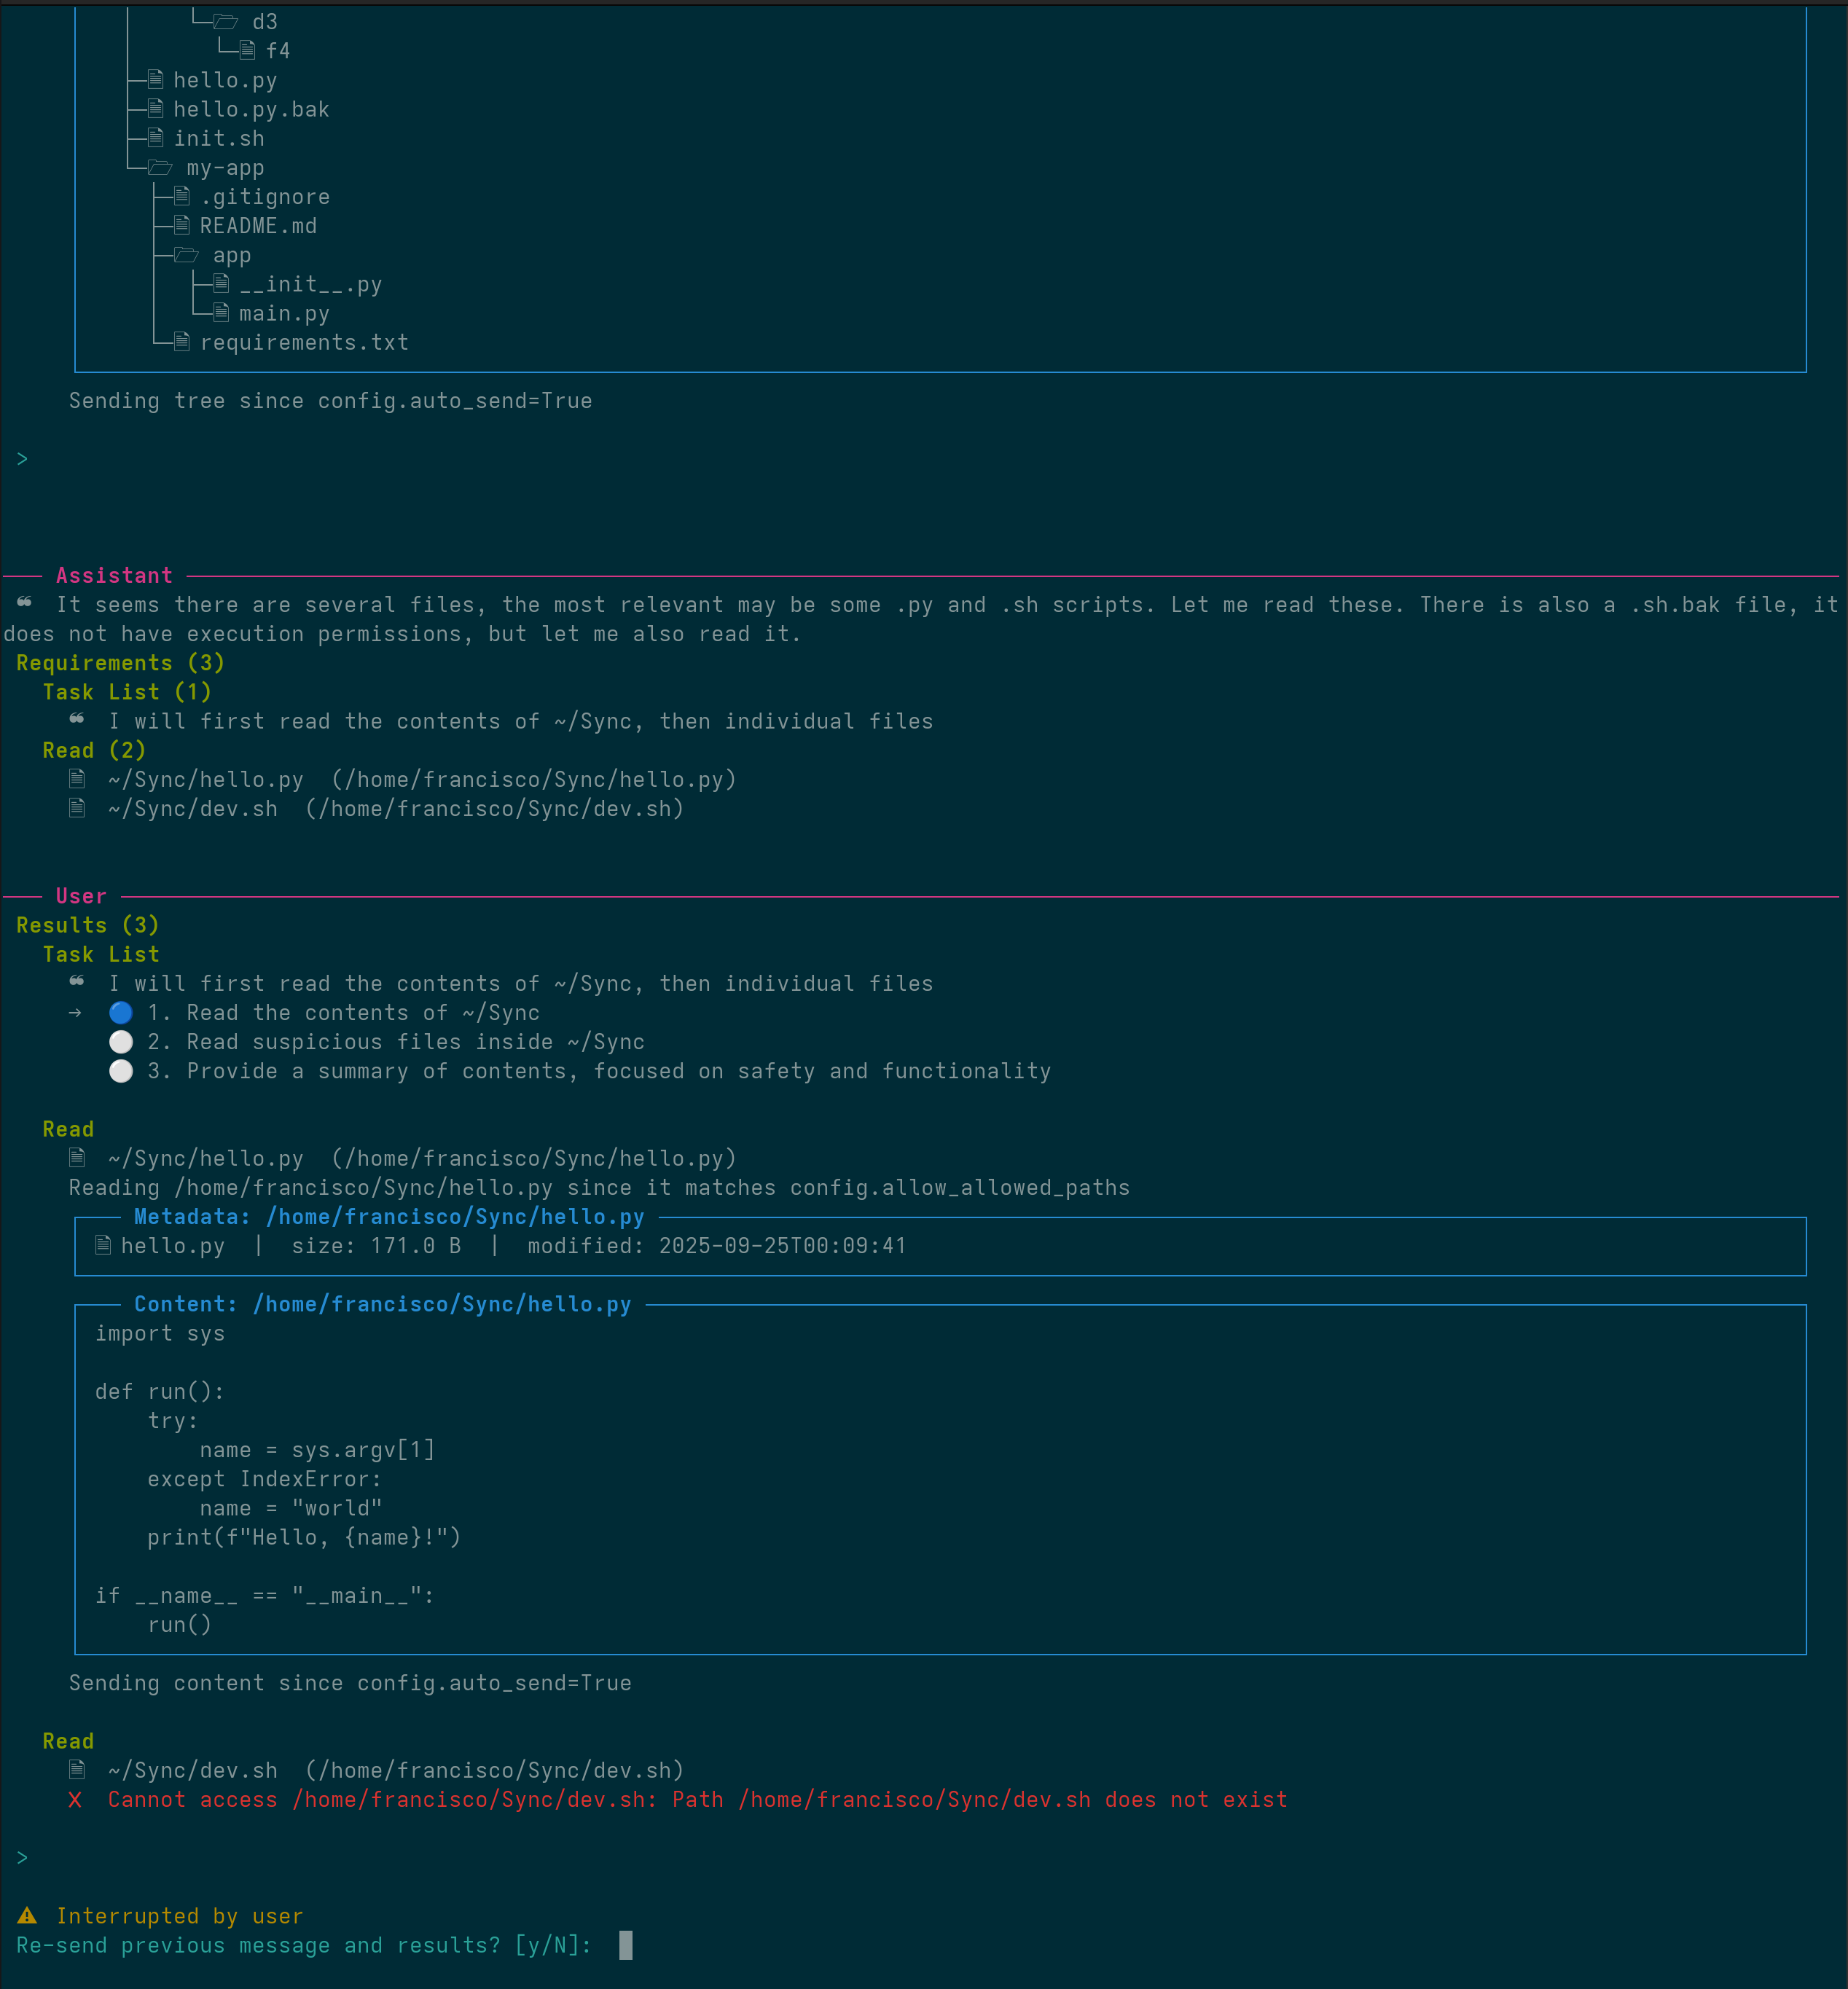 d3
f4
hello.py
hello.py.bak
init.sh
my-app
.gitignore
README.md
app
__init__.py
main.py
requirements.txt
Sending tree since config.auto_send=True
>
Assistant
❝ It seems there are several files, the most relevant may be some .py and .sh scripts. Let me read these. There is also a .sh.bak file, it
does not have execution permissions, but let me also read it.
Requirements (3)
Task List (1)
❝ I will first read the contents of ~/Sync, then individual files
Read (2)
~/Sync/hello.py (/home/francisco/Sync/hello.py)
~/Sync/dev.sh (/home/francisco/Sync/dev.sh)
User
Results (3)
Task List
❝ I will first read the contents of ~/Sync, then individual files
→ 1. Read the contents of ~/Sync
2. Read suspicious files inside ~/Sync
3. Provide a summary of contents, focused on safety and functionality
Read
~/Sync/hello.py (/home/francisco/Sync/hello.py)
Reading /home/francisco/Sync/hello.py since it matches config.allow_allowed_paths
Metadata: /home/francisco/Sync/hello.py
hello.py | size: 171.0 B | modified: 2025-09-25T00:09:41
Content: /home/francisco/Sync/hello.py
import sys
def run():
try:
name = sys.argv[1]
except IndexError:
name = "world"
print(f"Hello, {name}!")
if __name__ == "__main__":
run()
Sending content since config.auto_send=True
Read
~/Sync/dev.sh (/home/francisco/Sync/dev.sh)
X Cannot access /home/francisco/Sync/dev.sh: Path /home/francisco/Sync/dev.sh does not exist
>
⚠ Interrupted by user
Re-send previous message and results? [y/N]: